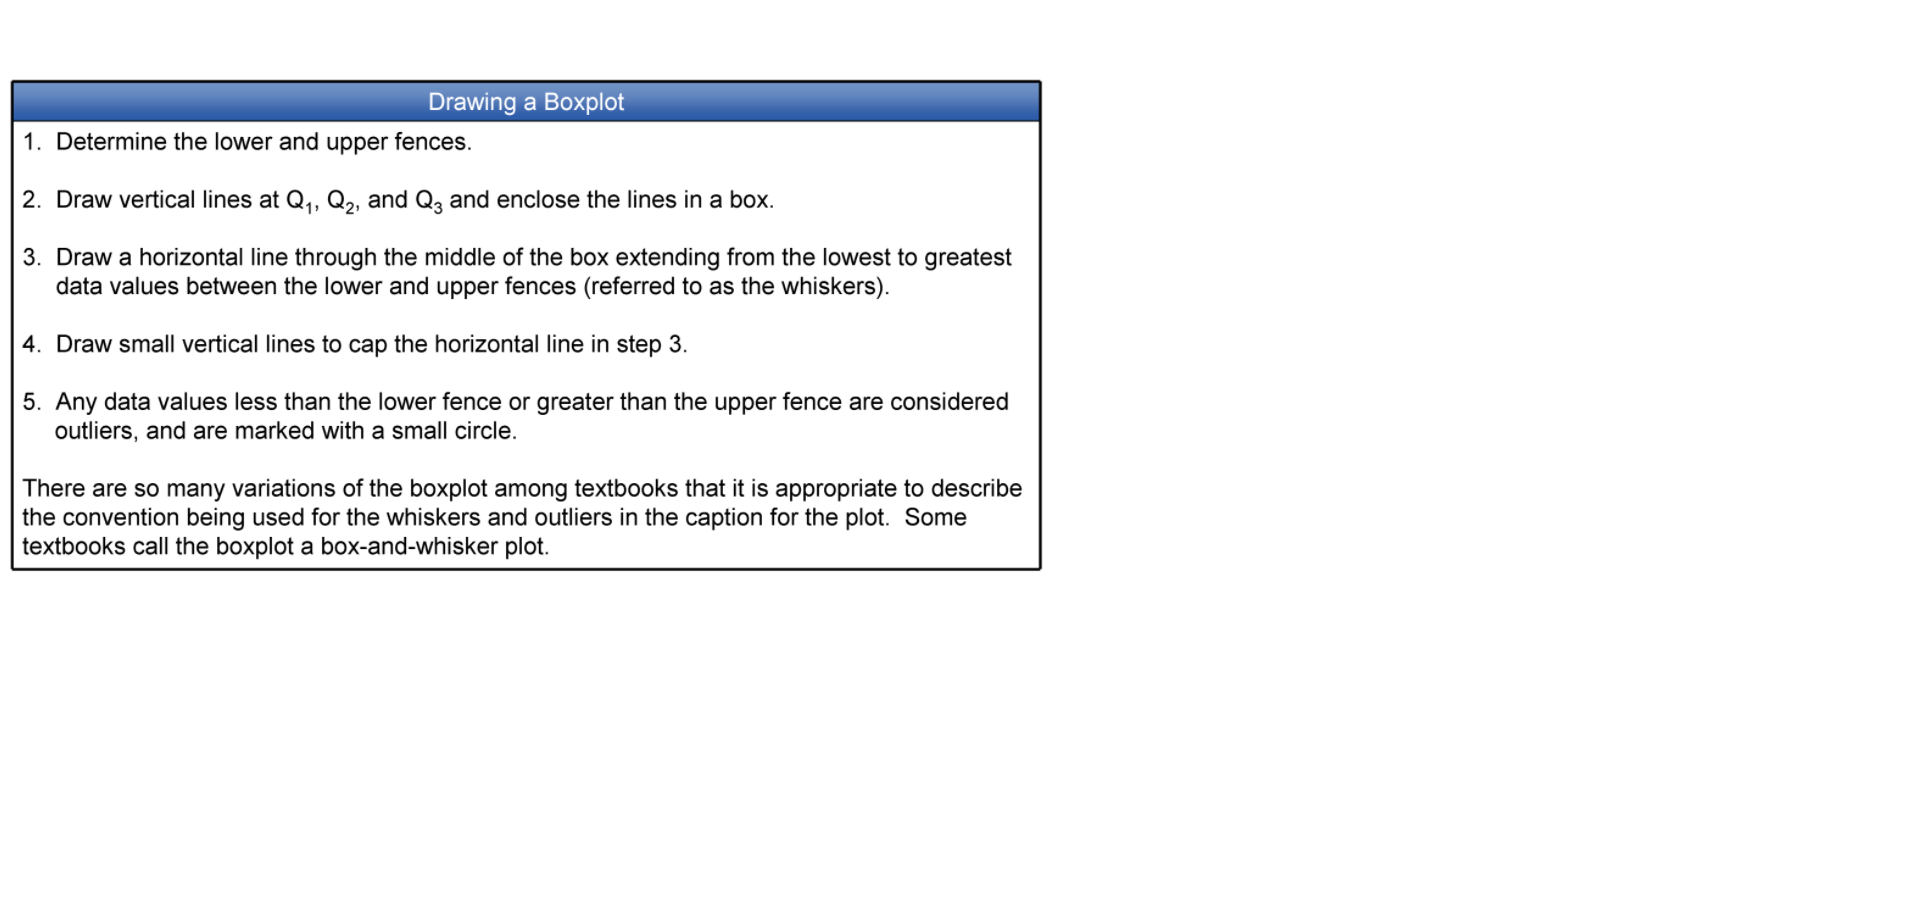 Drawing a Boxplot
1. Determine the lower and upper fences.
2. Draw vertical lines at Q₁, Q₂, and Q₃ and enclose the lines in a box.
3. Draw a horizontal line through the middle of the box extending from the lowest to greatest
data values between the lower and upper fences (referred to as the whiskers).
4. Draw small vertical lines to cap the horizontal line in step 3.
5. Any data values less than the lower fence or greater than the upper fence are considered
outliers, and are marked with a small circle.
There are so many variations of the boxplot among textbooks that it is appropriate to describe
the convention being used for the whiskers and outliers in the caption for the plot. Some
textbooks call the boxplot a box-and-whisker plot.